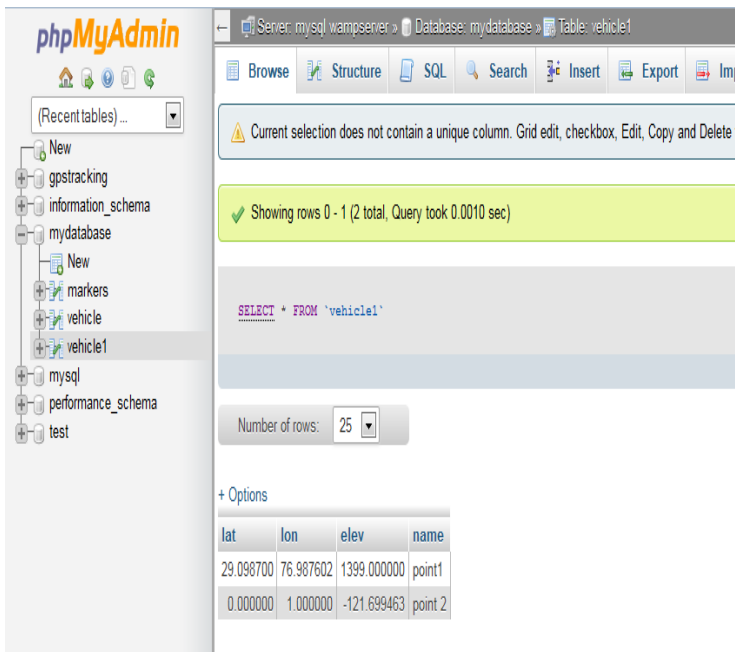 phpMyAdmin
(Recent tables) ...
New
gpstracking
information_schema
mydatabase
New
markers
vehicle
vehicle1
mysql
performance_schema
test
Server: mysql wampserver » Database: mydatabase » Table: vehicle1
Browse Structure SQL Search Insert Export Imp
Current selection does not contain a unique column. Grid edit, checkbox, Edit, Copy and Delete
Showing rows 0 - 1 (2 total, Query took 0.0010 sec)
SELECT * FROM `vehicle1`
Number of rows: 25
+ Options
lat lon elev name
29.098700 76.987602 1399.000000 point1
0.000000 1.000000 -121.699463 point 2